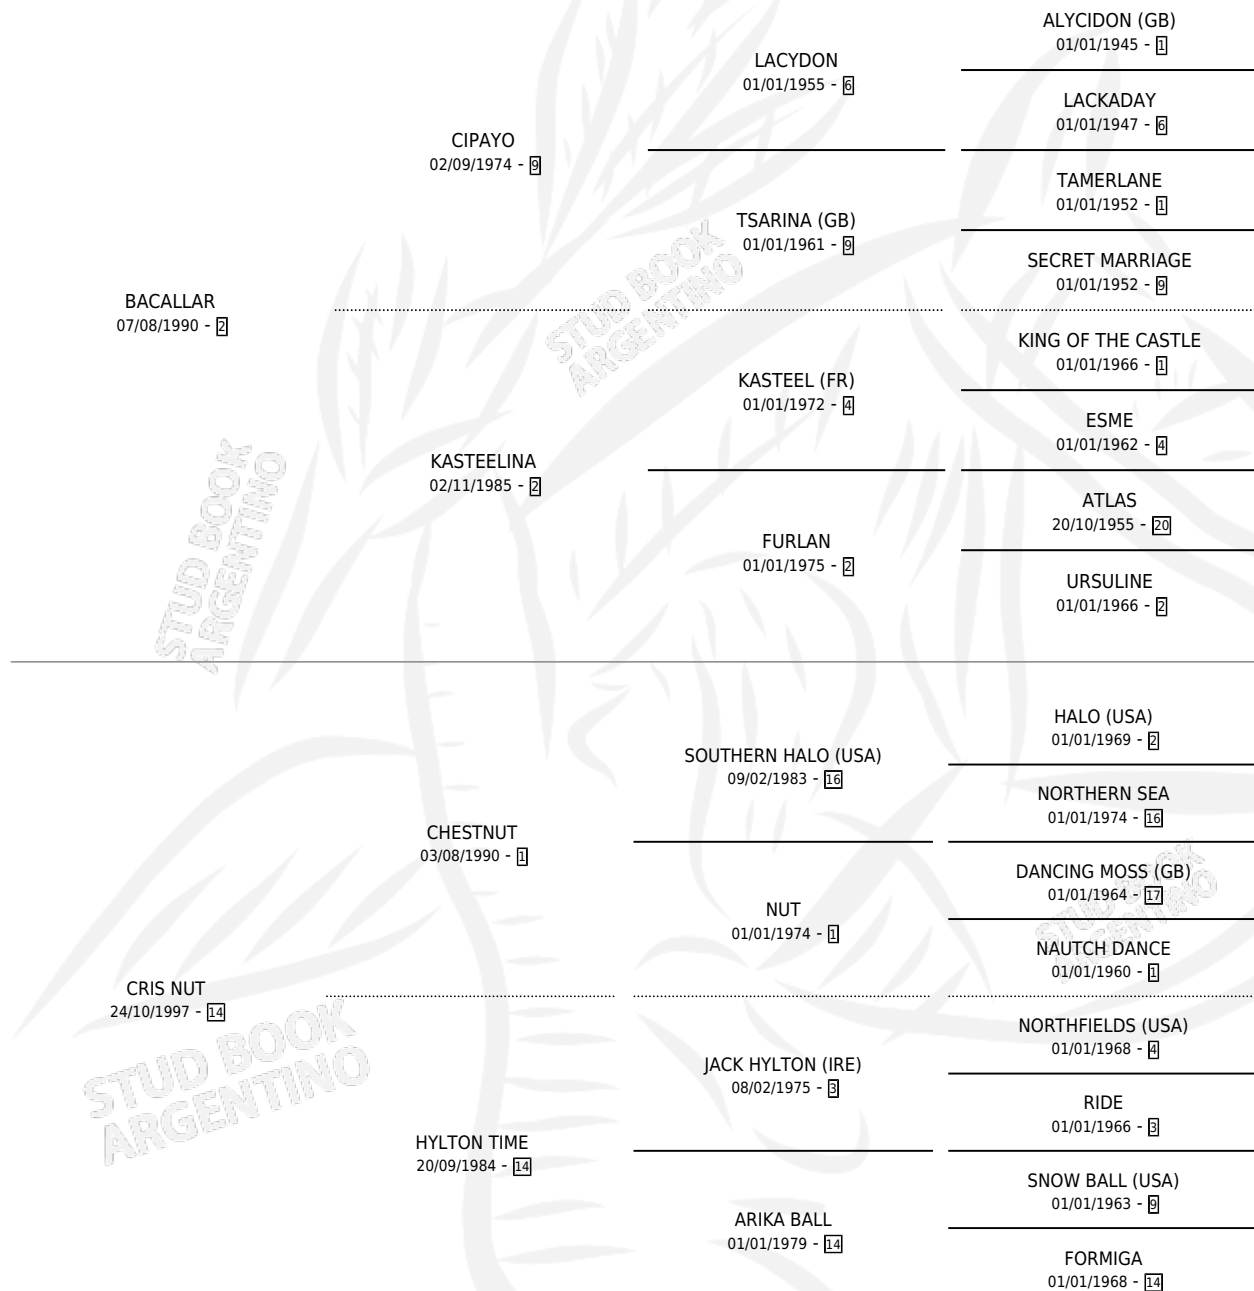 ALYCIDON (GB)
01/01/1945 - 1
LACYDON
01/01/1955 - 6
LACKADAY
01/01/1947 - 6
CIPAYO
02/09/1974 - 9
TAMERLANE
01/01/1952 - 1
TSARINA (GB)
01/01/1961 - 9
SECRET MARRIAGE
01/01/1952 - 9
BACALLAR
07/08/1990 - 2
KING OF THE CASTLE
01/01/1966 - 1
KASTEEL (FR)
01/01/1972 - 4
ESME
01/01/1962 - 4
KASTEELINA
02/11/1985 - 2
ATLAS
20/10/1955 - 20
FURLAN
01/01/1975 - 2
URSULINE
01/01/1966 - 2
HALO (USA)
01/01/1969 - 2
SOUTHERN HALO (USA)
09/02/1983 - 16
NORTHERN SEA
01/01/1974 - 16
CHESTNUT
03/08/1990 - 1
DANCING MOSS (GB)
01/01/1964 - 17
NUT
01/01/1974 - 1
NAUTCH DANCE
01/01/1960 - 1
CRIS NUT
24/10/1997 - 14
NORTHFIELDS (USA)
01/01/1968 - 4
JACK HYLTON (IRE)
08/02/1975 - 3
RIDE
01/01/1966 - 3
HYLTON TIME
20/09/1984 - 14
SNOW BALL (USA)
01/01/1963 - 9
ARIKA BALL
01/01/1979 - 14
FORMIGA
01/01/1968 - 14
STUD BOOK
ARGENTINO
STUD BOOK
ARGENTINO
STUD BOOK
ARGENTINO
STUD BOOK
ARGENTINO